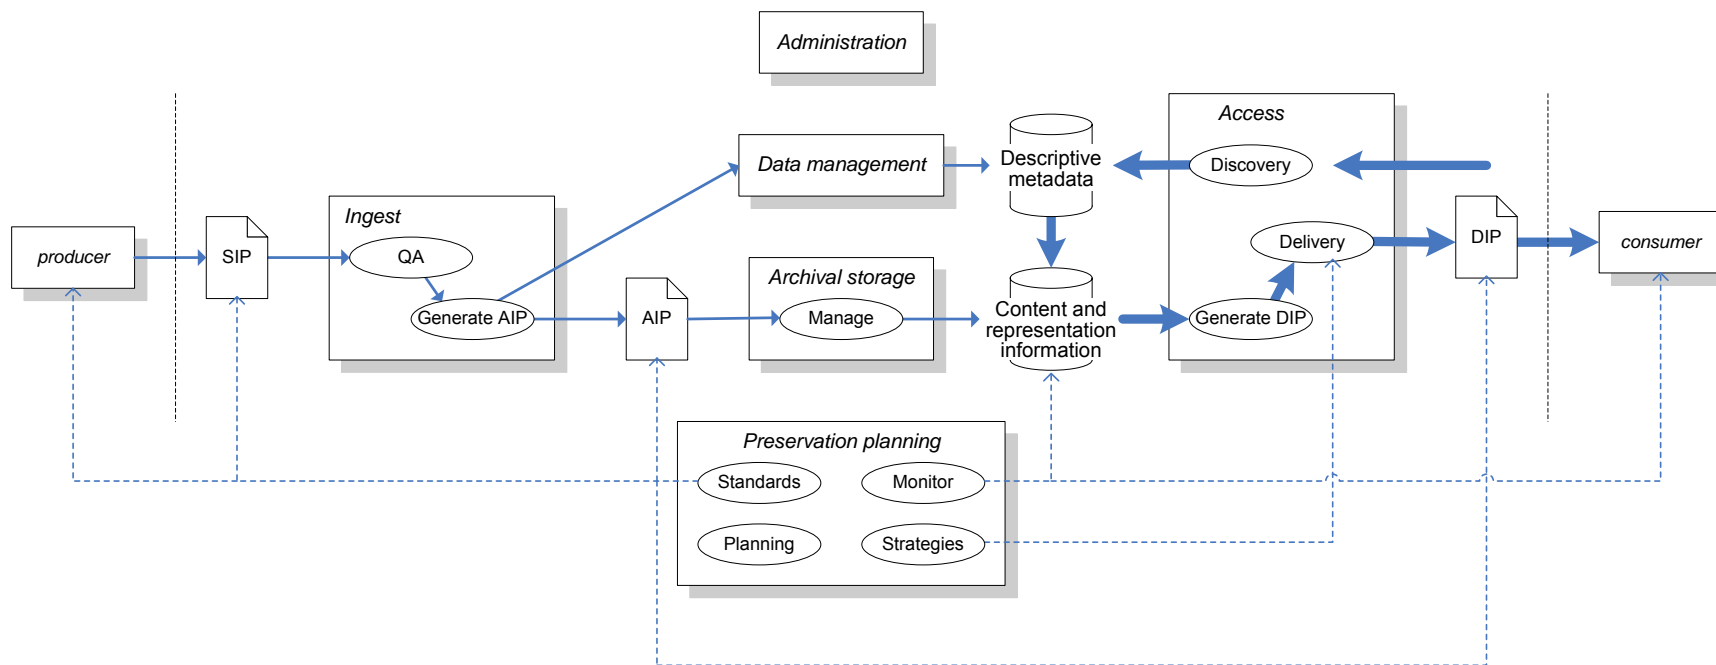 Administration
Access
Data management
Descriptive
metadata
Discovery
Ingest
producer
SIP
QA
Delivery
DIP
consumer
Archival storage
Generate AIP
AIP
Manage
Content and
representation
information
Generate DIP
Preservation planning
Standards
Monitor
Planning
Strategies